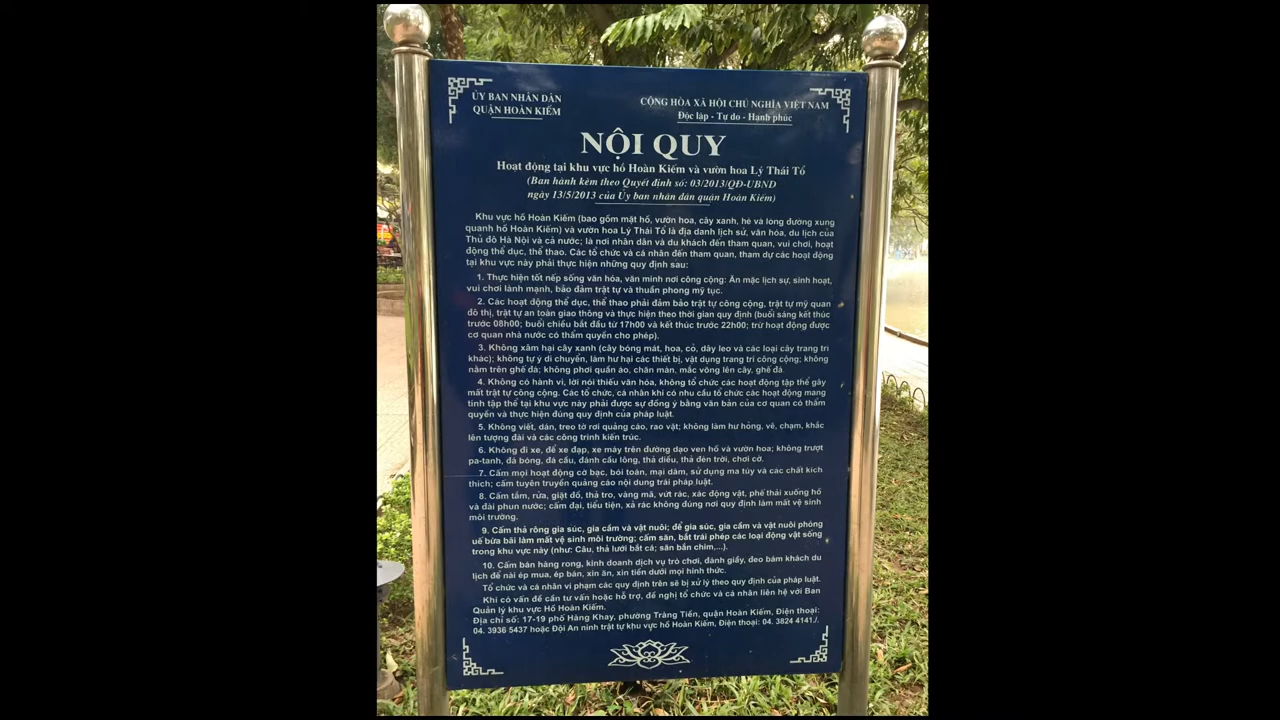 ỦY BAN NHÂN DÂN
QUẬN HOÀN KIẾM
CỘNG HÒA XÃ HỘI CHỦ NGHĨA VIỆT NAM
Độc lập - Tự do - Hạnh phúc
NỘI QUY
Hoạt động tại khu vực hồ Hoàn Kiếm và vườn hoa Lý Thái Tổ
(Ban hành kèm theo Quyết định số: 03/2013/QĐ-UBND
ngày 13/5/2013 của Ủy ban nhân dân quận Hoàn Kiếm)
Khu vực hồ Hoàn Kiếm (bao gồm mặt hồ, vườn hoa, cây xanh, hè và lòng đường xung
quanh hồ Hoàn Kiếm) và vườn hoa Lý Thái Tổ là địa danh lịch sử, văn hóa, du lịch của
Thủ đô Hà Nội và cả nước; là nơi nhân dân và du khách đến tham quan, vui chơi, hoạt
động thể dục, thể thao. Các tổ chức và cá nhân đến tham quan, tham dự các hoạt động
tại khu vực này phải thực hiện những quy định sau:
1. Thực hiện tốt nếp sống văn hóa, văn minh nơi công cộng: Ăn mặc lịch sự, sinh hoạt,
vui chơi lành mạnh, bảo đảm trật tự và thuần phong mỹ tục.
2. Các hoạt động thể dục, thể thao phải đảm bảo trật tự công cộng, trật tự mỹ quan
đô thị, trật tự an toàn giao thông và thực hiện theo thời gian quy định (buổi sáng kết thúc
trước 08h00; buổi chiều bắt đầu từ 17h00 và kết thúc trước 22h00; trừ hoạt động được
cơ quan nhà nước có thẩm quyền cho phép).
3. Không xâm hại cây xanh (cây bóng mát, hoa, cỏ, dây leo và các loại cây trang trí
khác); không tự ý di chuyển, làm hư hại các thiết bị, vật dụng trang trí công cộng; không
nằm trên ghế đá; không phơi quần áo, chăn màn, mắc võng lên cây, ghế đá.
4. Không có hành vi, lời nói thiếu văn hóa, không tổ chức các hoạt động tập thể gây
mất trật tự công cộng. Các tổ chức, cá nhân khi có nhu cầu tổ chức các hoạt động mang
tính tập thể tại khu vực này phải được sự đồng ý bằng văn bản của cơ quan có thẩm
quyền và thực hiện đúng quy định của pháp luật.
5. Không viết, dán, treo tờ rơi quảng cáo, rao vặt; không làm hư hỏng, vẽ, chạm, khắc
lên tượng đài và các công trình kiến trúc.
6. Không đi xe, để xe đạp, xe máy trên đường dạo ven hồ và vườn hoa; không trượt
pa-tanh, đá bóng, đá cầu, đánh cầu lông, thả diều, thả đèn trời, chơi cờ.
7. Cấm mọi hoạt động cờ bạc, bói toán, mại dâm, sử dụng ma túy và các chất kích
thích; cấm tuyên truyền quảng cáo nội dung trái pháp luật.
8. Cấm tắm, rửa, giặt đồ, thả tro, vàng mã, vứt rác, xác động vật, phế thải xuống hồ
và đài phun nước; cấm đại, tiểu tiện, xả rác không đúng nơi quy định làm mất vệ sinh
môi trường.
9. Cấm thả rông gia súc, gia cầm và vật nuôi; để gia súc, gia cầm và vật nuôi phóng
uế bừa bãi làm mất vệ sinh môi trường; cấm săn, bắt trái phép các loại động vật sống
trong khu vực này (như: Câu, thả lưới bắt cá; săn bắn chim,...).
10. Cấm bán hàng rong, kinh doanh dịch vụ trò chơi, đánh giầy, đeo bám khách du
lịch để nài ép mua, ép bán, xin ăn, xin tiền dưới mọi hình thức.
Tổ chức và cá nhân vi phạm các quy định trên sẽ bị xử lý theo quy định của pháp luật.
Khi có vấn đề cần tư vấn hoặc hỗ trợ, đề nghị tổ chức và cá nhân liên hệ với Ban
Quản lý khu vực Hồ Hoàn Kiếm.
Địa chỉ số: 17-19 phố Hàng Khay, phường Tràng Tiền, quận Hoàn Kiếm, Điện thoại:
04. 3936 5437 hoặc Đội An ninh trật tự khu vực hồ Hoàn Kiếm, Điện thoại: 04. 3824 4141./.